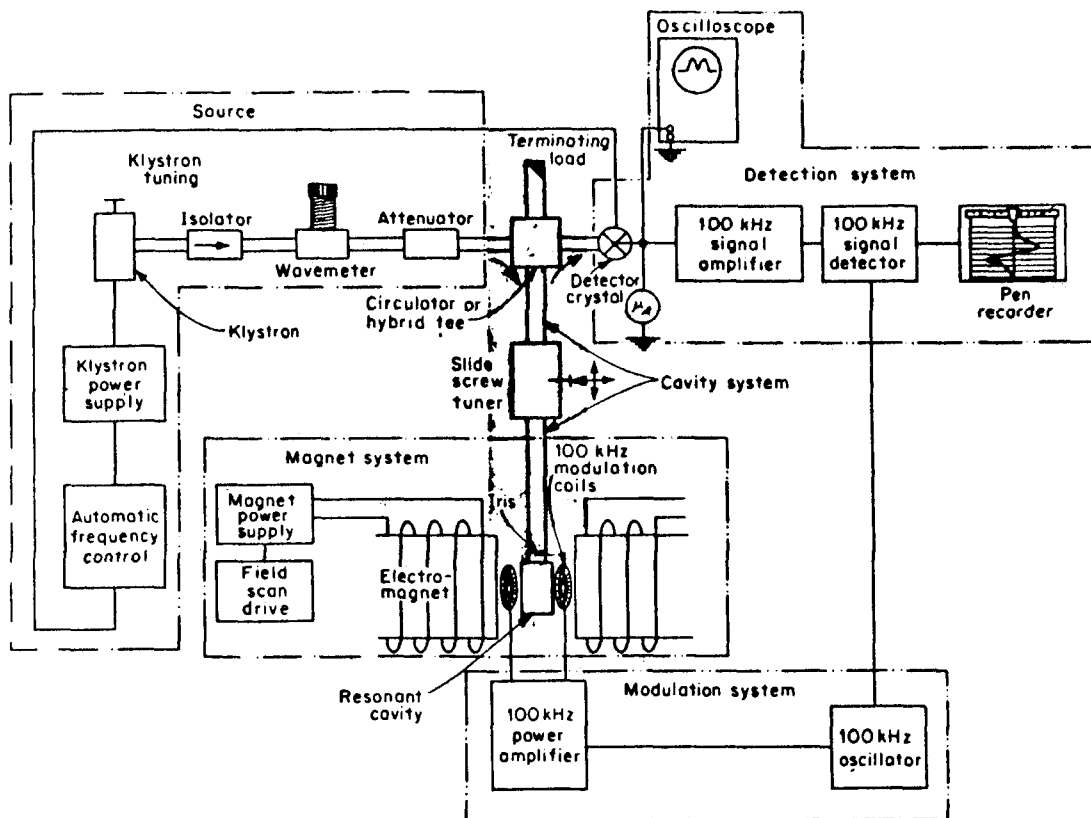 Oscilloscope
Source
Terminating
load
Klystron
tuning
Detection system
Isolator
Attenuator
100 kHz
signal
amplifier
100 kHz
signal
detector
Wavemeter
Detector
crystal
Circulator or
hybrid tee
μA
Pen
recorder
Klystron
Klystron
power
supply
Slide
screw
tuner
Cavity system
Magnet system
100 kHz
modulation
coils
Iris
Magnet
power
supply
Automatic
frequency
control
Field
scan
drive
Electro-
magnet
Resonant
cavity
Modulation system
100 kHz
power
amplifier
100 kHz
oscillator